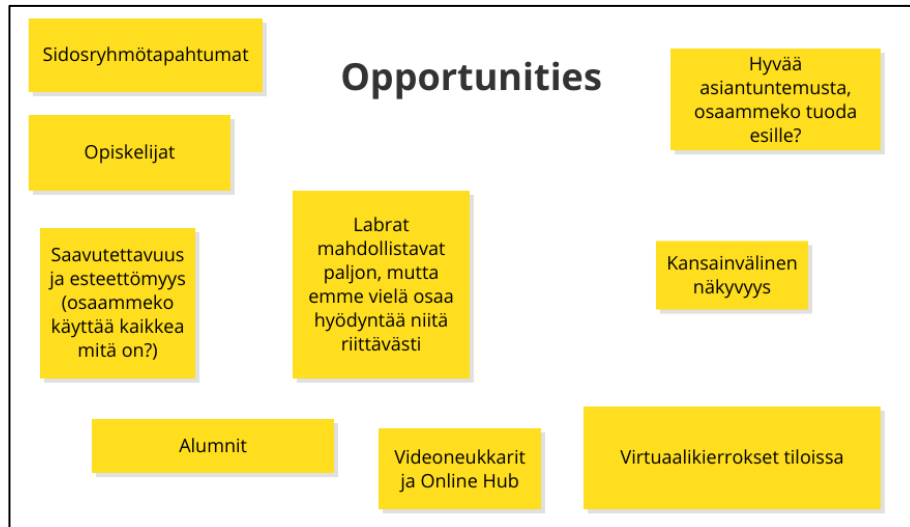 Sidosryhmötapahtumat
Opportunities
Hyvää
asiantuntemusta,
osaammeko tuoda
esille?
Opiskelijat
Saavutettavuus
ja esteettömyys
(osaammeko
käyttää kaikkea
mitä on?)
Labrat
mahdollistavat
paljon, mutta
emme vielä osaa
hyödyntää niitä
riittävästi
Kansainvälinen
näkyvyys
Alumnit
Videoneukkarit
ja Online Hub
Virtuaalikierrokset tiloissa